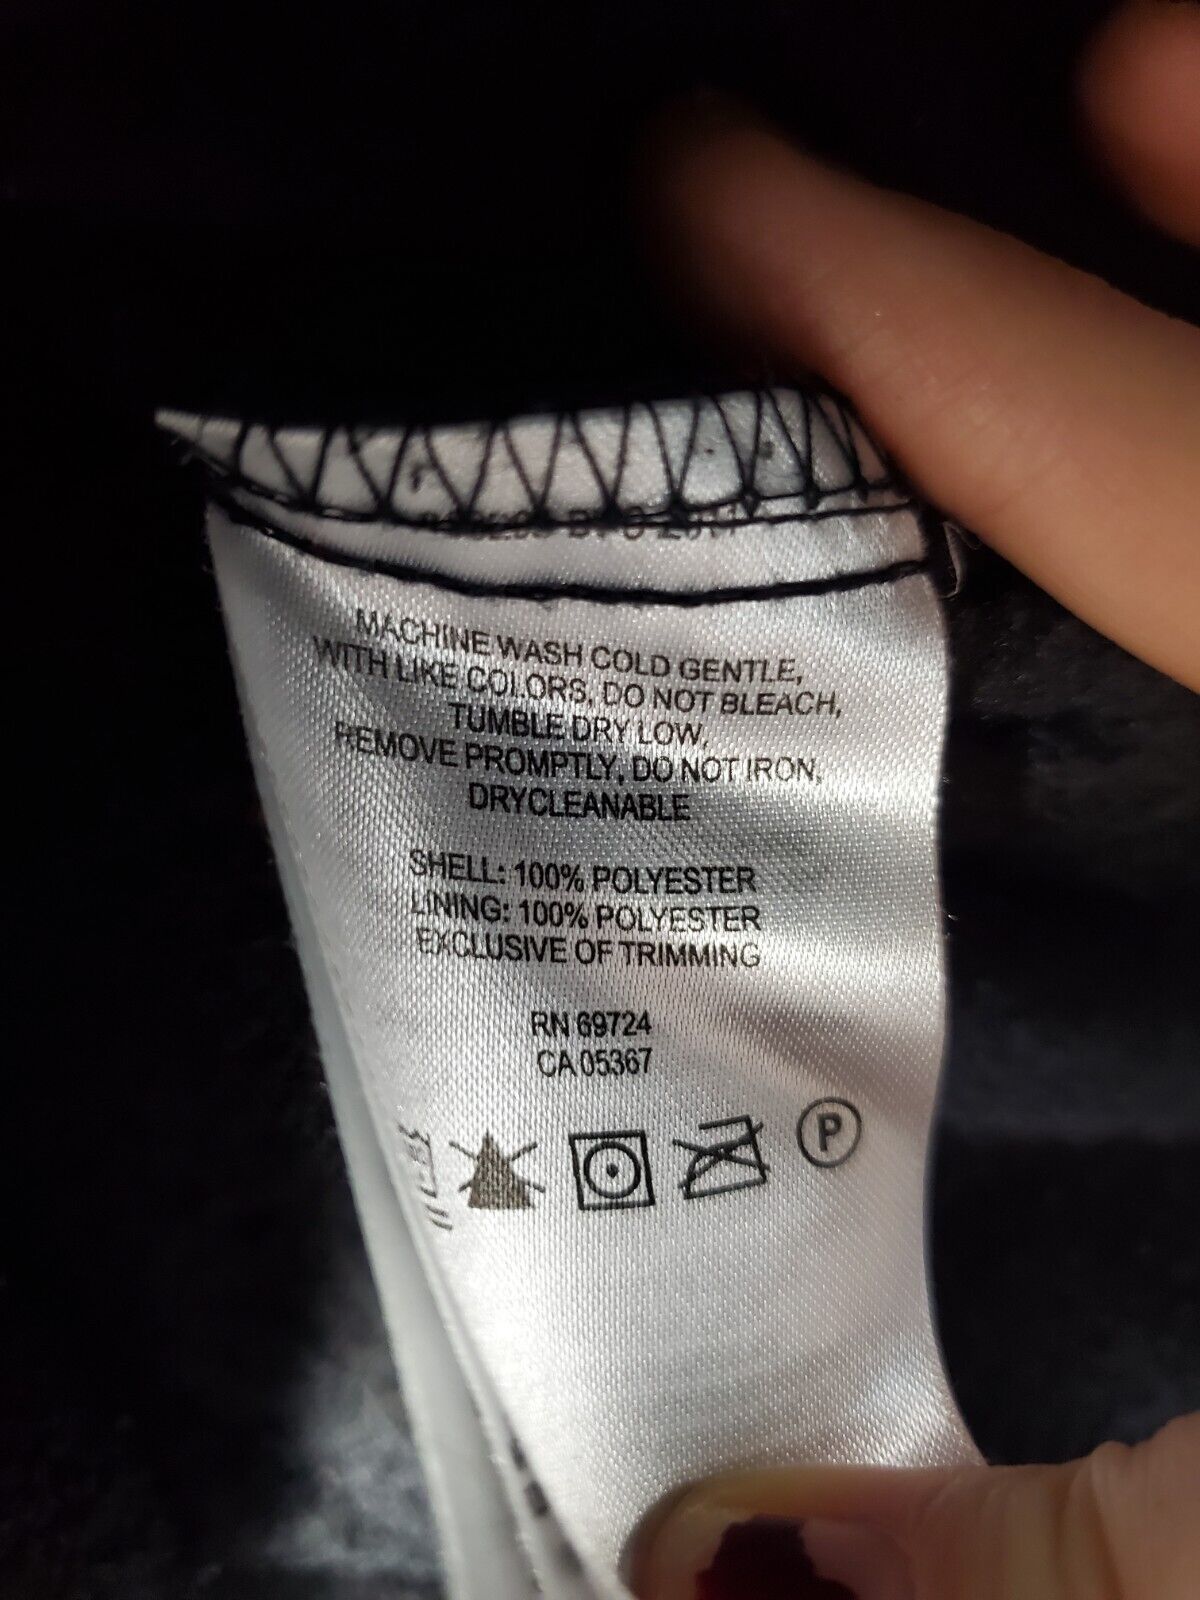 MACHINE WASH COLD GENTLE,
WITH LIKE COLORS, DO NOT BLEACH,
TUMBLE DRY LOW,
REMOVE PROMPTLY, DO NOT IRON,
DRYCLEANABLE
SHELL: 100% POLYESTER
LINING: 100% POLYESTER
EXCLUSIVE OF TRIMMING
RN 69724
CA 05367
P